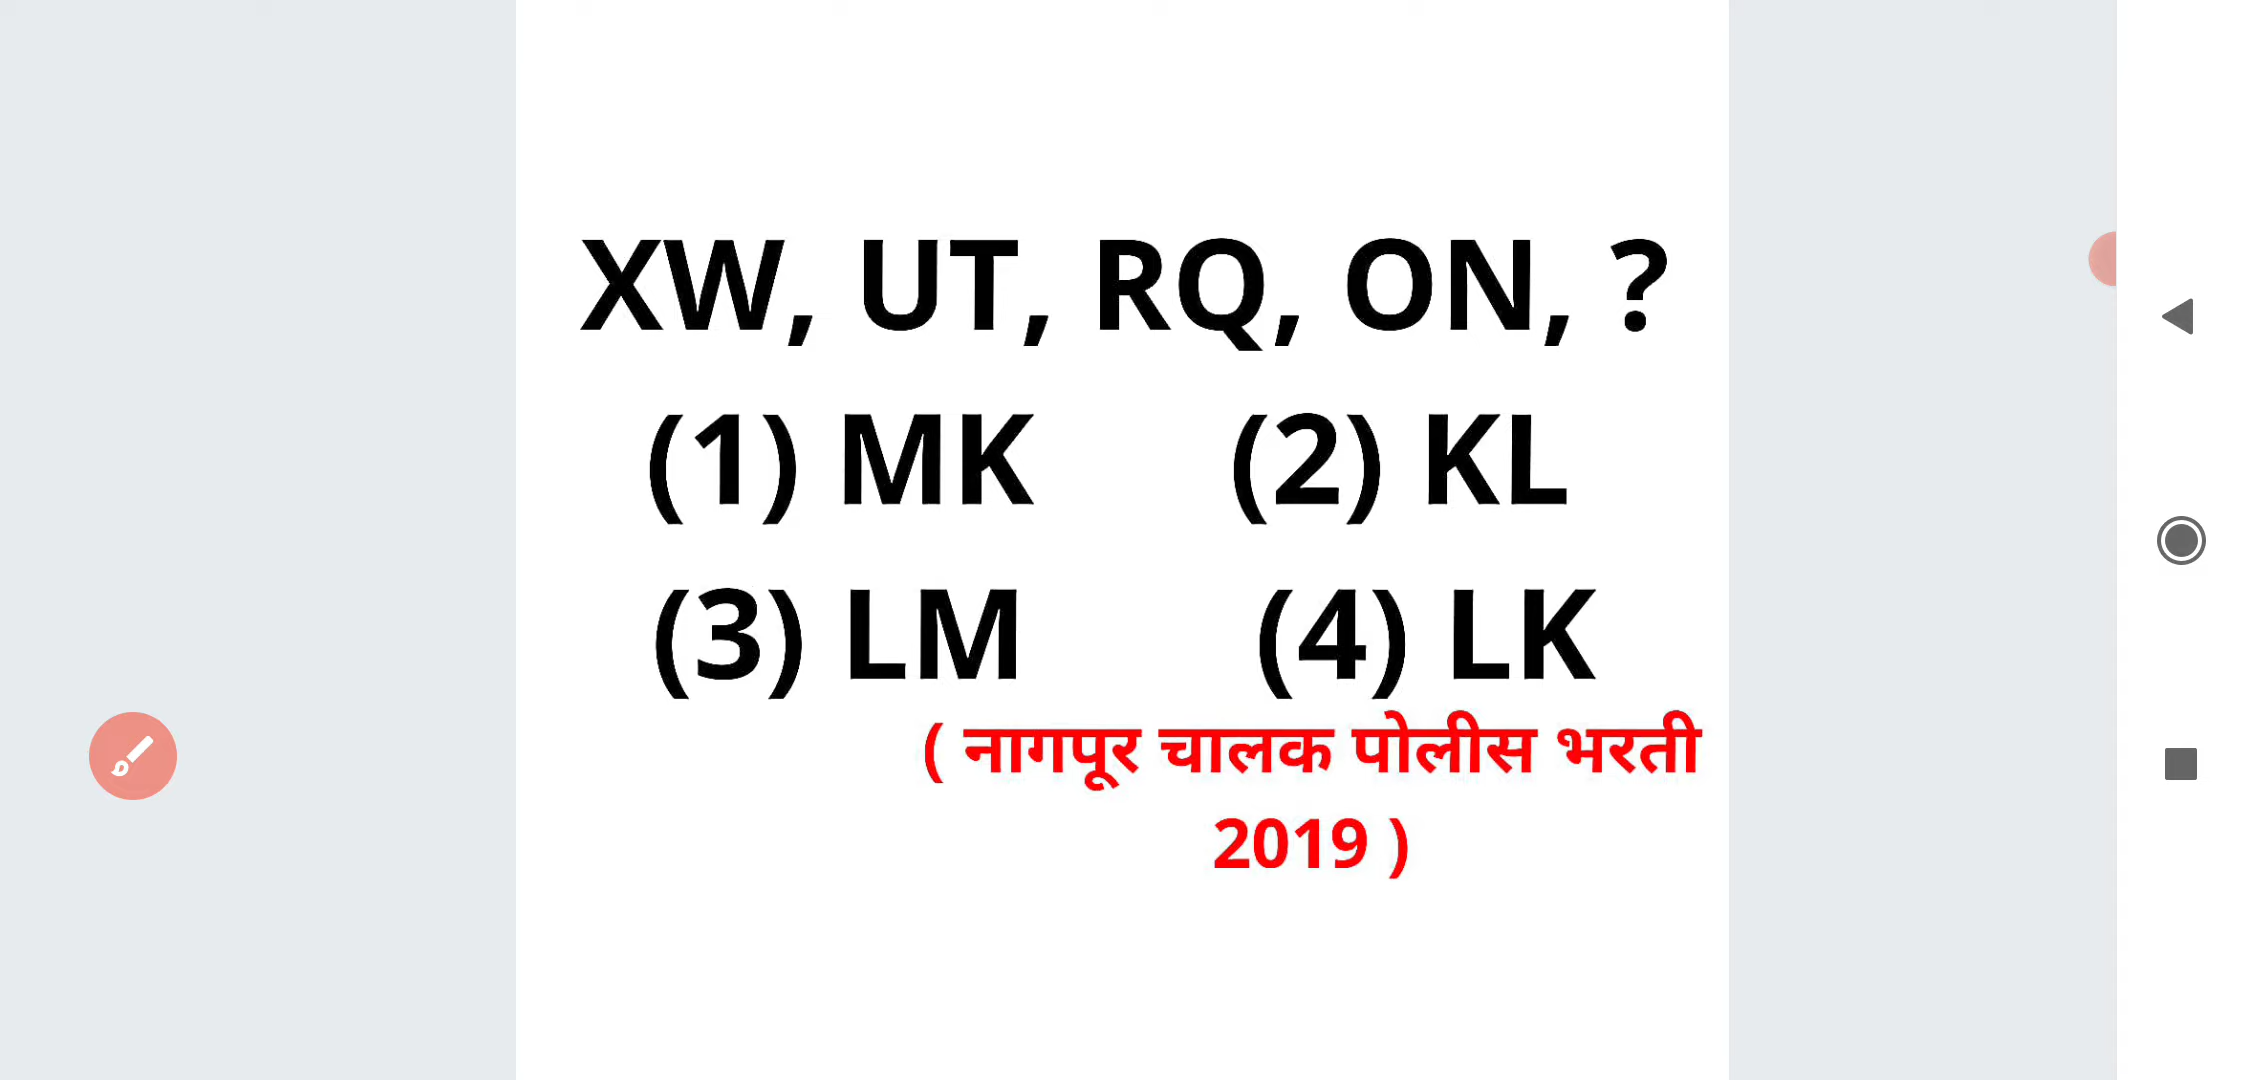 XW, UT, RQ, ON, ?
(1) MK (2) KL
(3) LM (4) LK
( नागपूर चालक पोलीस भरती
2019 )